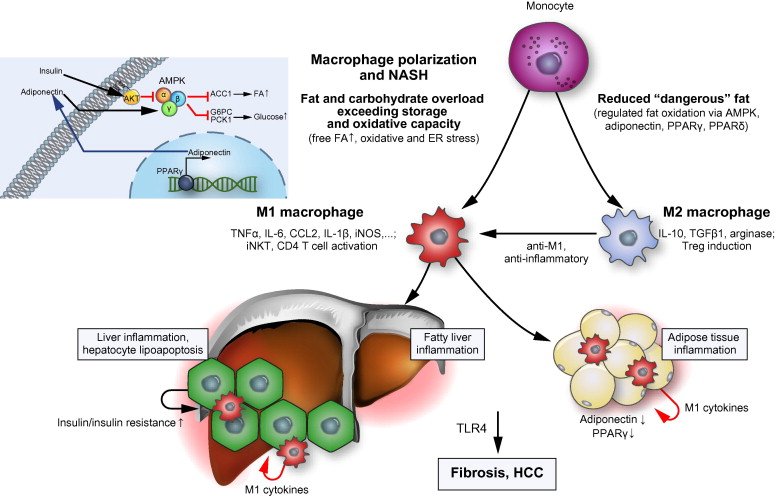 Monocyte
Macrophage polarization
and NASH
Fat and carbohydrate overload
exceeding storage
and oxidative capacity
(free FA↑, oxidative and ER stress)
Reduced “dangerous” fat
(regulated fat oxidation via AMPK,
adiponectin, PPARγ, PPARδ)
Insulin
Adiponectin
AKT
AMPK
α
β
γ
ACC1
FA↑
G6PC
PCK1
Glucose↑
Adiponectin
PPARγ
M1 macrophage
TNFα, IL-6, CCL2, IL-1β, iNOS,...;
iNKT, CD4 T cell activation
anti-M1,
anti-inflammatory
M2 macrophage
IL-10, TGFβ1, arginase;
Treg induction
Liver inflammation,
hepatocyte lipoapoptosis
Fatty liver
inflammation
Adipose tissue
inflammation
Insulin/insulin resistance↑
M1 cytokines
Adiponectin↓
PPARγ↓
M1 cytokines
TLR4
Fibrosis, HCC